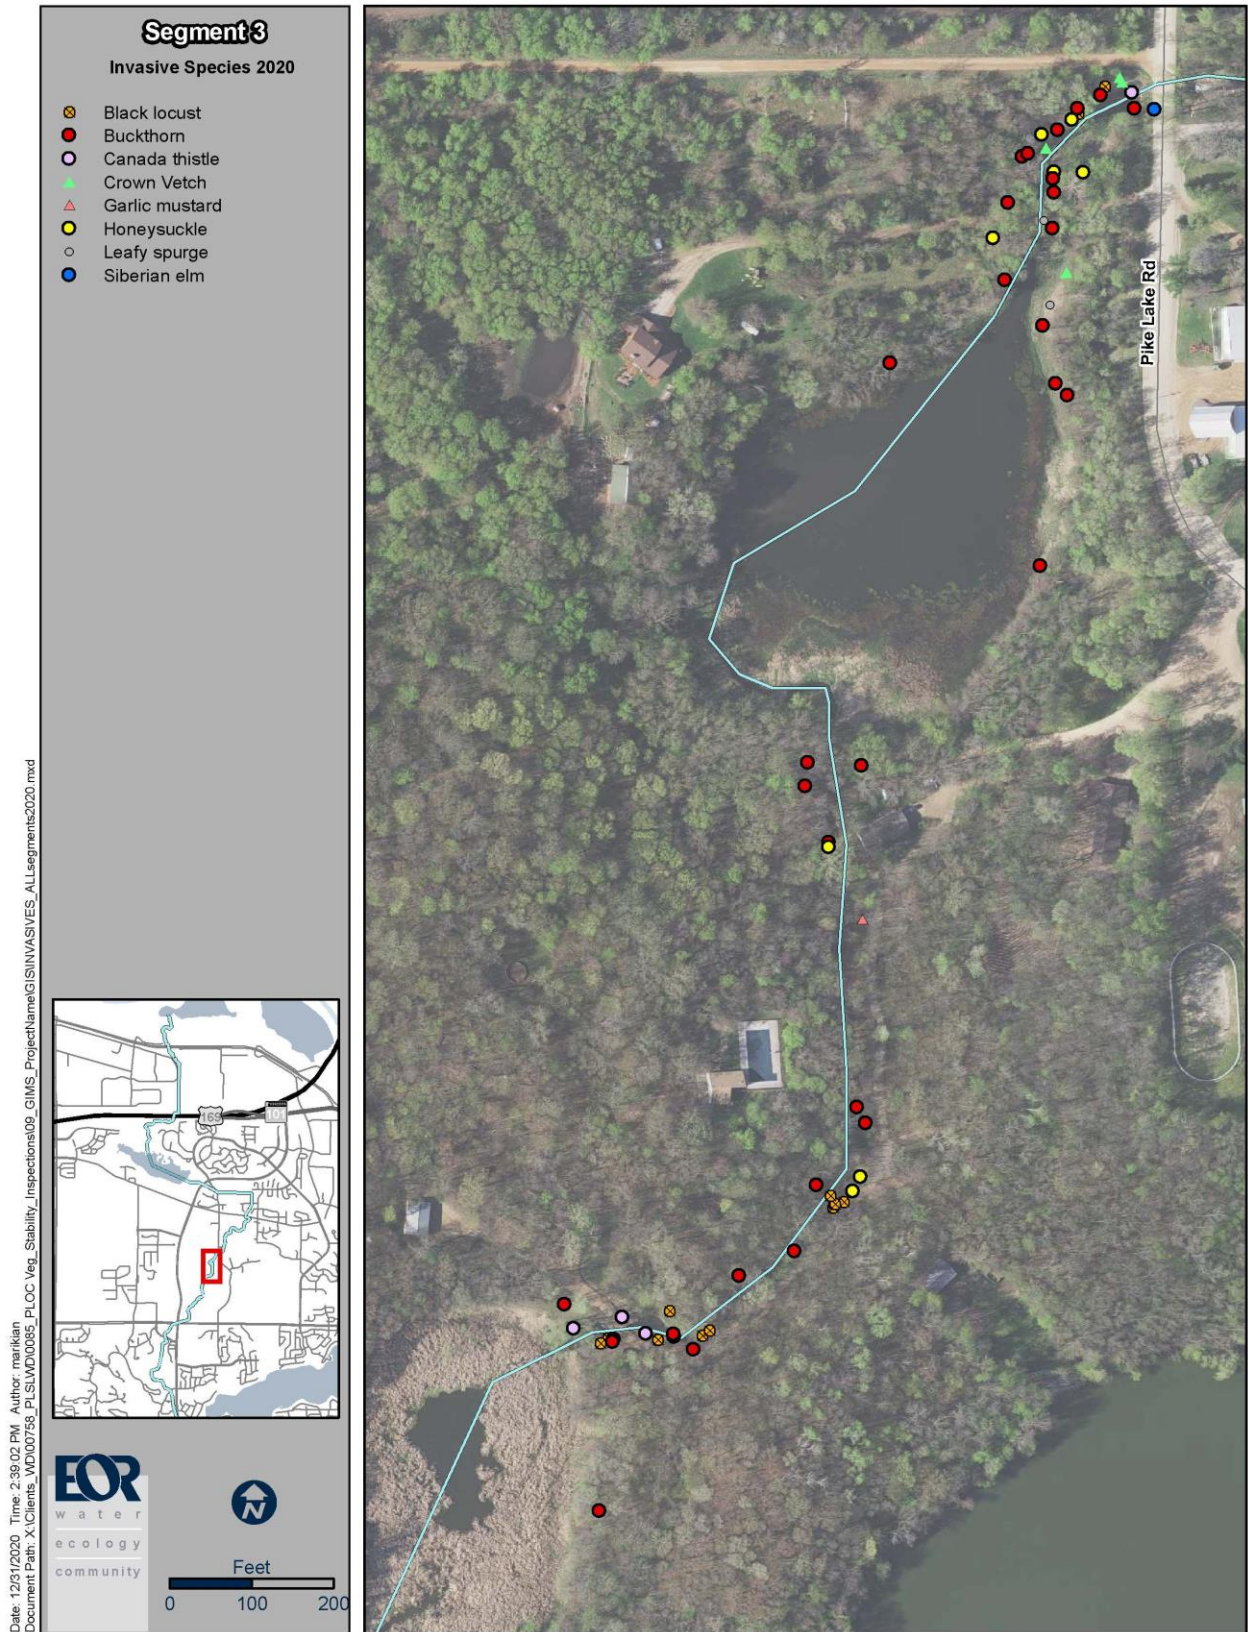 Segment 3
Invasive Species 2020
Black locust
Buckthorn
Canada thistle
Crown Vetch
Garlic mustard
Honeysuckle
Leafy spurge
Siberian elm
Pike Lake Rd
169
101
EOR
water
ecology
community
N
Feet
0 100 200
Date: 12/31/2020 Time: 2:39:02 PM Author: marikian
Document Path: X:\Clients_WD\00758_PLSLWD\0085_PLOC Veg_Stability_Inspections\09_GIMS_ProjectName\GIS\INVASIVES_ALLsegments2020.mxd